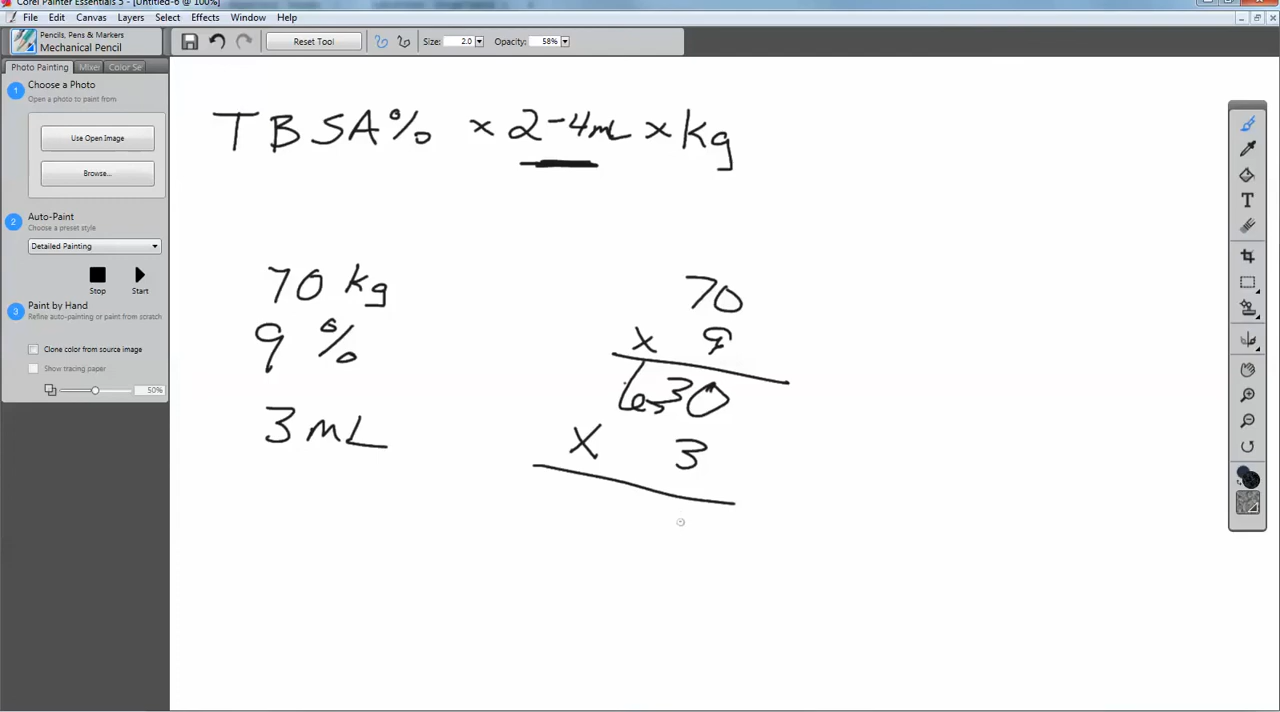 Corel Painter Essentials 5 - [Untitled-6 @ 100%]
File Edit Canvas Layers Select Effects Window Help
Pencils, Pens & Markers
Mechanical Pencil
Reset Tool Size: 2.0 Opacity: 58%
Photo Painting Mixer Color Se
1 Choose a Photo
Open a photo to paint from
Use Open Image
Browse...
2 Auto-Paint
Choose a preset style
Detailed Painting
Stop Start
3 Paint by Hand
Refine auto-painting or paint from scratch
Clone color from source image
Show tracing paper
50%
T
TBSA% x 2-4mL x kg
70 kg
9 %
3 mL
70
x 9
630
x 3